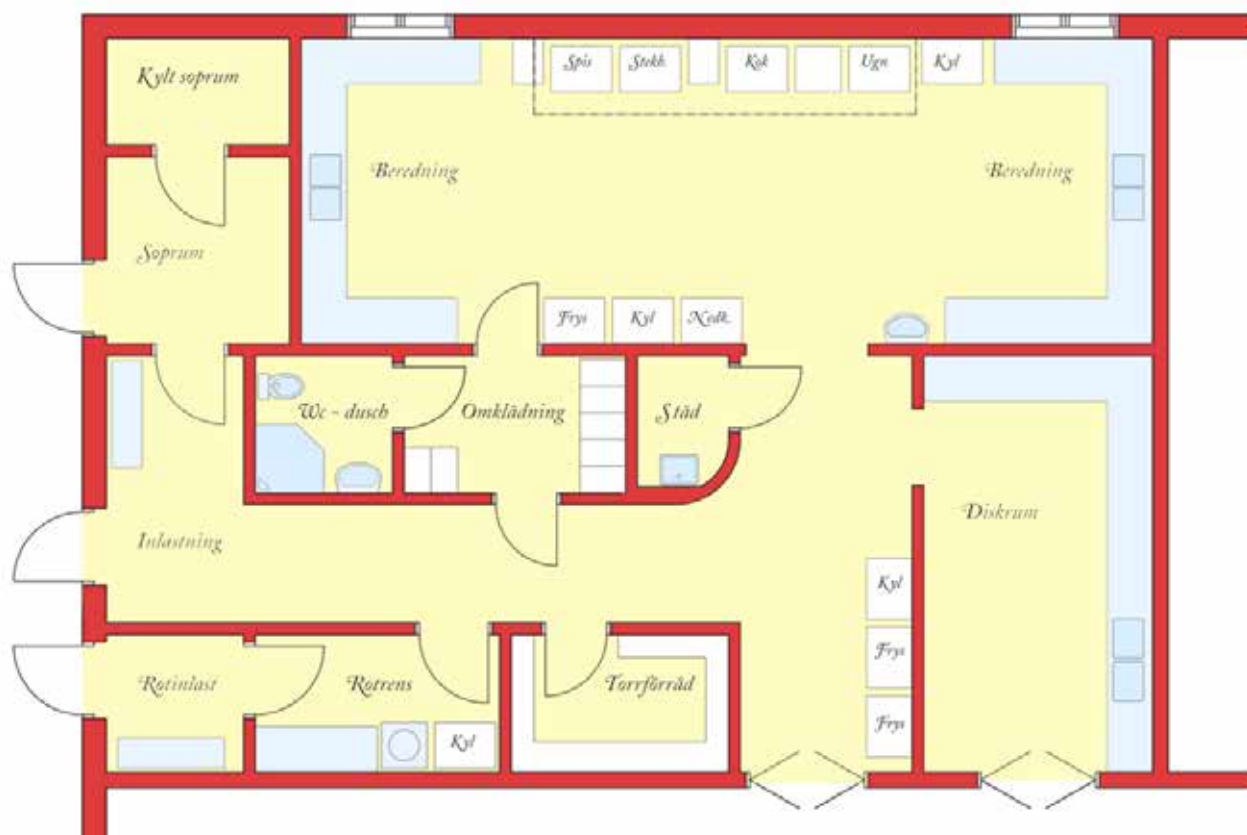 Kylt soprum
Spis
Stekb.
Kok
Ugn
Kyl
Beredning
Beredning
Soprum
Frys
Kyl
Nedk.
Wc - dusch
Omklädning
Städ
Inlastning
Diskrum
Kyl
Frys
Frys
Rotinlast
Rotrens
Torrförråd
Kyl